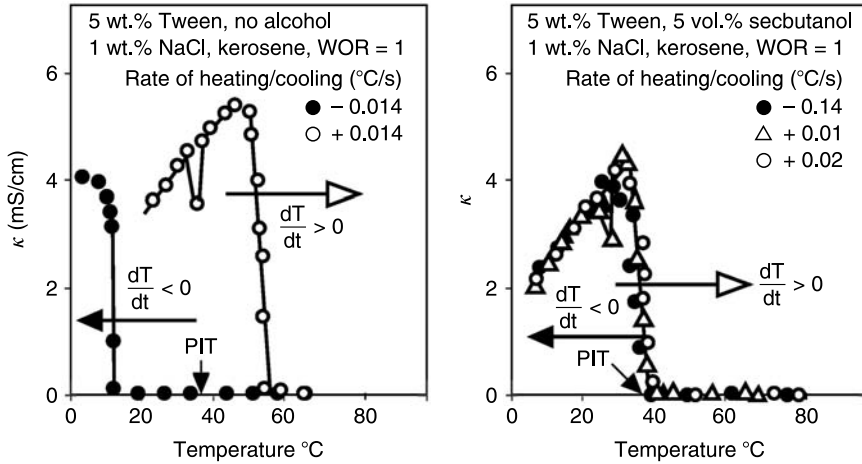 5 wt.% Tween, no alcohol
1 wt.% NaCl, kerosene, WOR = 1
Rate of heating/cooling (°C/s)
● – 0.014
○ + 0.014
6
4
2
0
κ (mS/cm)
dT
dt > 0
dT
dt < 0
PIT
0 20 40 60 80
Temperature °C
5 wt.% Tween, 5 vol.% secbutanol
1 wt.% NaCl, kerosene, WOR = 1
Rate of heating/cooling (°C/s)
● – 0.14
△ + 0.01
○ + 0.02
6
4
2
0
κ
dT
dt > 0
dT
dt < 0
PIT
0 20 40 60 80
Temperature °C